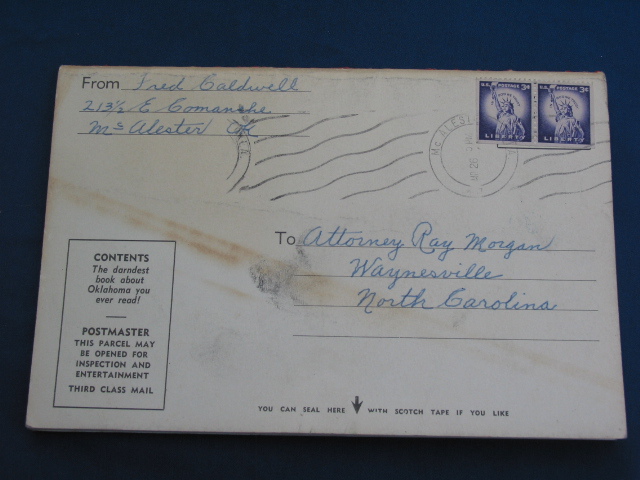 From Fred Caldwell
213½ E Comanche
Mc Alester Ok
U.S. POSTAGE 3¢
LIBERTY
U.S. POSTAGE 3¢
LIBERTY
To Attorney Ray Morgan
Waynesville
North Carolina
CONTENTS
The darndest
book about
Oklahoma you
ever read!
POSTMASTER
THIS PARCEL MAY
BE OPENED FOR
INSPECTION AND
ENTERTAINMENT
THIRD CLASS MAIL
YOU CAN SEAL HERE WITH SCOTCH TAPE IF YOU LIKE